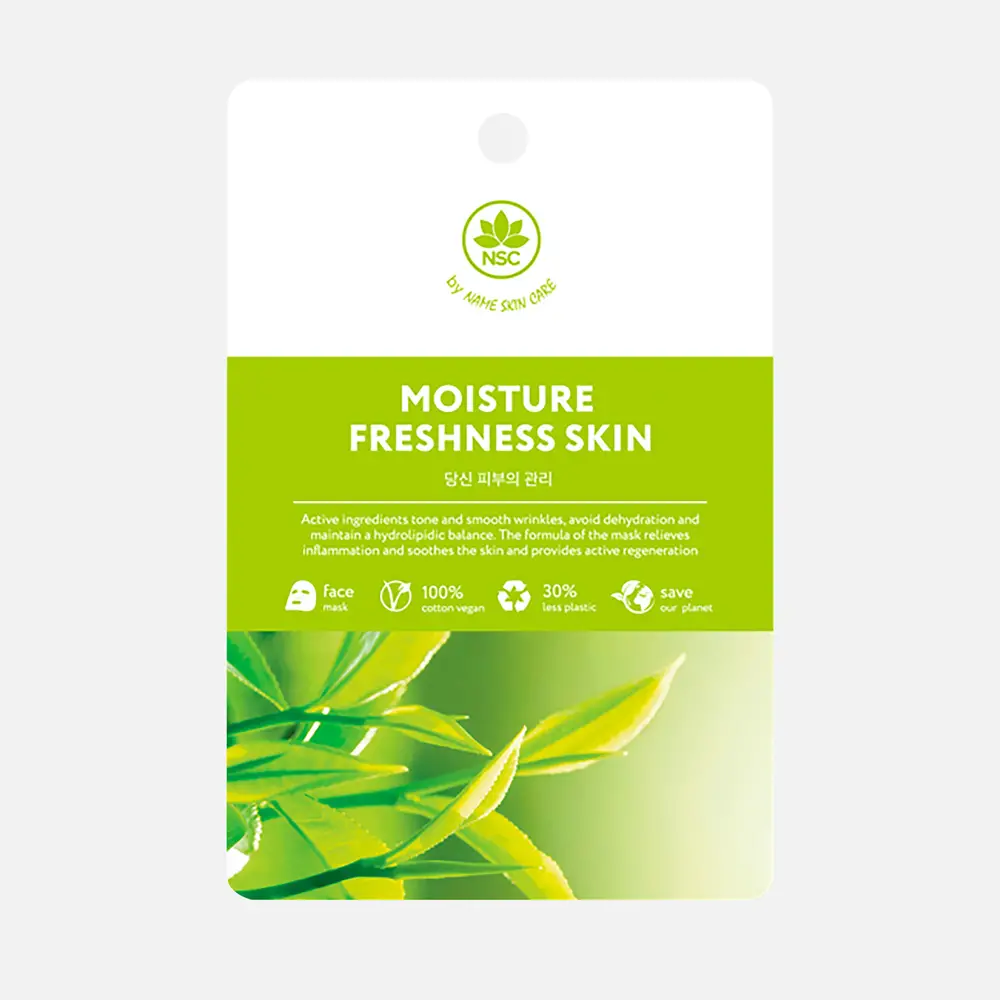 NSC
by NAME SKIN CARE
MOISTURE
FRESHNESS SKIN
당신 피부의 관리
Active ingredients tone and smooth wrinkles, avoid dehydration and
maintain a hydrolipidic balance. The formula of the mask relieves
inflammation and soothes the skin and provides active regeneration
face
mask
100%
cotton vegan
30%
less plastic
save
our planet